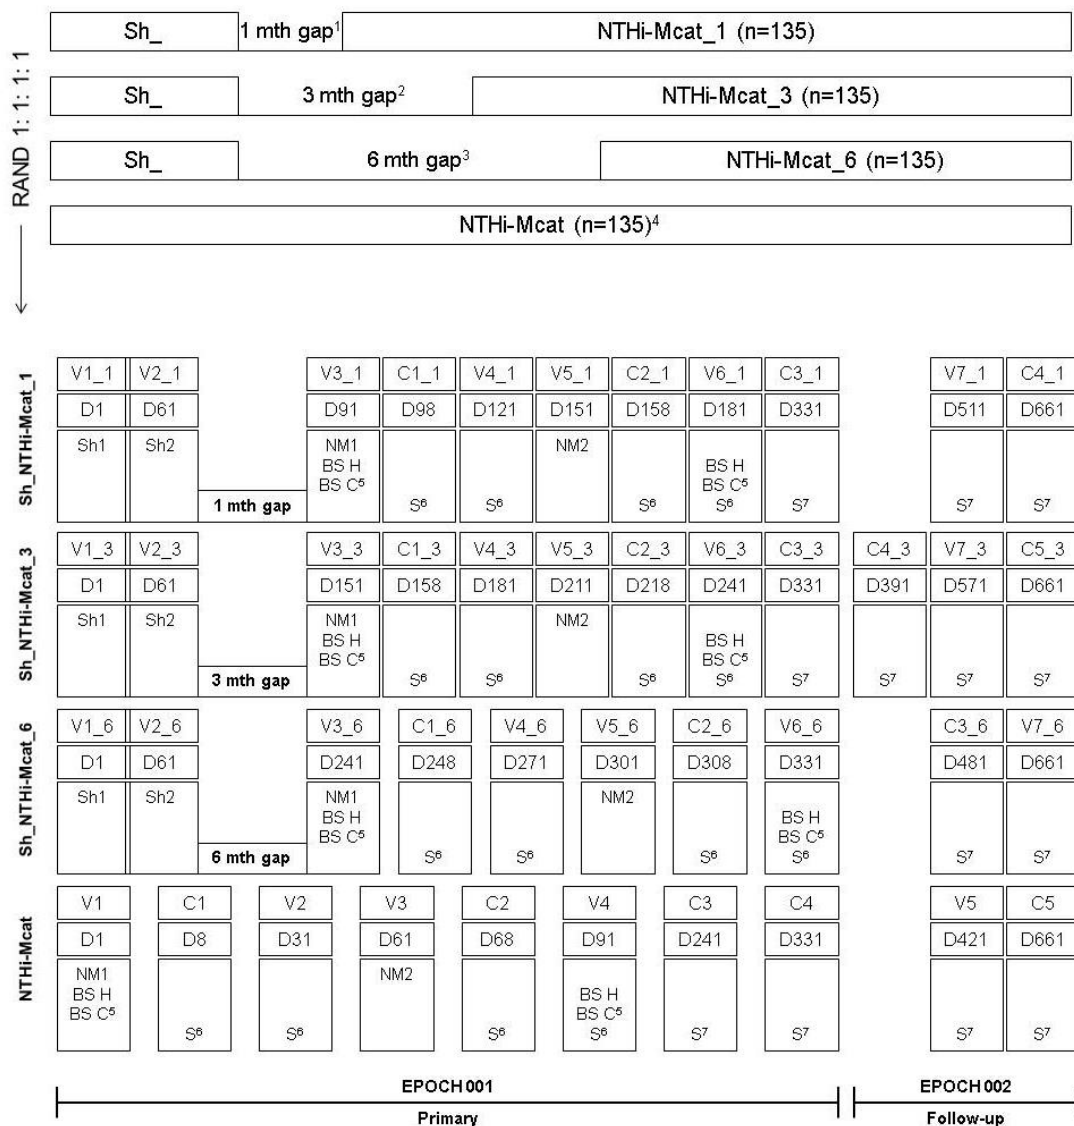 RAND 1: 1: 1: 1
Sh_ 1 mth gap¹ NTHi-Mcat_1 (n=135)
Sh_ 3 mth gap² NTHi-Mcat_3 (n=135)
Sh_ 6 mth gap³ NTHi-Mcat_6 (n=135)
NTHi-Mcat (n=135)⁴
Sh_NTHi-Mcat_1
V1_1 V2_1 V3_1 C1_1 V4_1 V5_1 C2_1 V6_1 C3_1 V7_1 C4_1
D1 D61 D91 D98 D121 D151 D158 D181 D331 D511 D661
Sh1 Sh2 NM1 NM2
BS H BS H
BS C⁵ BS C⁵
1 mth gap S⁶ S⁶ S⁶ S⁶ S⁷ S⁷ S⁷
Sh_NTHi-Mcat_3
V1_3 V2_3 V3_3 C1_3 V4_3 V5_3 C2_3 V6_3 C3_3 C4_3 V7_3 C5_3
D1 D61 D151 D158 D181 D211 D218 D241 D331 D391 D571 D661
Sh1 Sh2 NM1 NM2
BS H BS H
BS C⁵ BS C⁵
3 mth gap S⁶ S⁶ S⁶ S⁶ S⁷ S⁷ S⁷ S⁷
Sh_NTHi-Mcat_6
V1_6 V2_6 V3_6 C1_6 V4_6 V5_6 C2_6 V6_6 C3_6 V7_6
D1 D61 D241 D248 D271 D301 D308 D331 D481 D661
Sh1 Sh2 NM1 NM2
BS H BS H
BS C⁵ BS C⁵
6 mth gap S⁶ S⁶ S⁶ S⁶ S⁷ S⁷
NTHi-Mcat
V1 C1 V2 V3 C2 V4 C3 C4 V5 C5
D1 D8 D31 D61 D68 D91 D241 D331 D421 D661
NM1 NM2
BS H BS H
BS C⁵ BS C⁵
S⁶ S⁶ S⁶ S⁶ S⁷ S⁷ S⁷ S⁷
EPOCH 001 EPOCH 002
Primary Follow-up